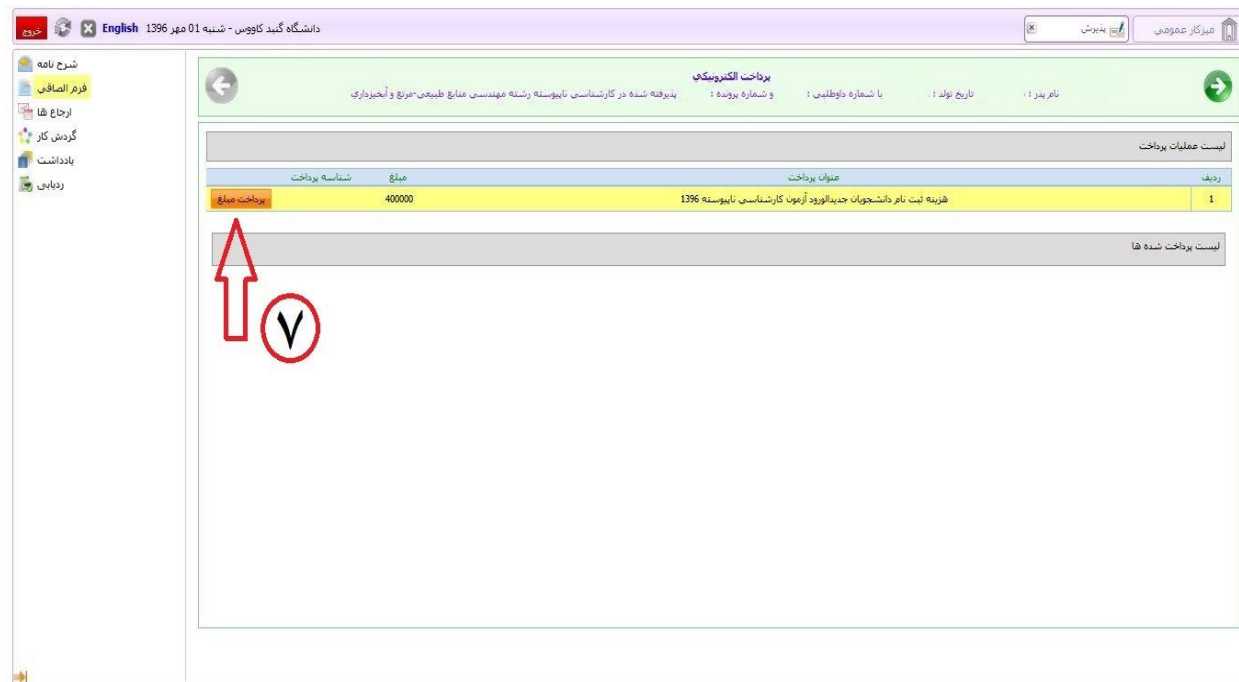 میزکار عمومی
پذیرش
دانشگاه گنبد کاووس - شنبه 01 مهر 1396 English
خروج
شرح نامه
فرم الصاقی
ارجاع ها
گردش کار
یادداشت
ردیابی
پرداخت الکترونیکي
نام پدر : تاریخ تولد : با شماره داوطلبی : و شماره پرونده : پذیرفته شده در کارشناسی ناپیوسته رشته مهندسی منابع طبیعی-مرتع و آبخیزداري
لیست عملیات پرداخت
ردیف عنوان پرداخت مبلغ شناسه پرداخت
1 هزینه ثبت نام دانشجویان جدیدالورود آزمون کارشناسی ناپیوسته 1396 400000 پرداخت مبلغ
لیست پرداخت شده ها
۷